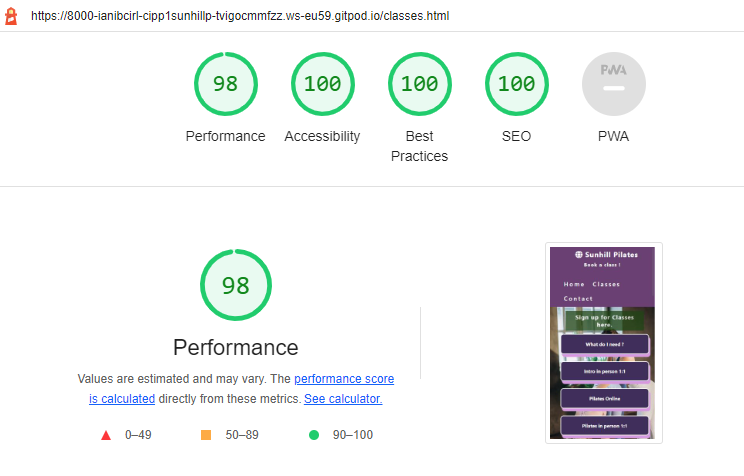 https://8000-ianibcirl-cipp1sunhillp-tvigocmmfzz.ws-eu59.gitpod.io/classes.html
98 100 100 100 PWA
Performance Accessibility Best Practices SEO PWA
98
Performance
Values are estimated and may vary. The performance score
is calculated directly from these metrics. See calculator.
0–49 50–89 90–100
Sunhill Pilates
Book a class !
Home Classes
Contact
Sign up for Classes
here.
What do I need ?
Intro in person 1:1
Pilates Online
Pilates in person 1:1